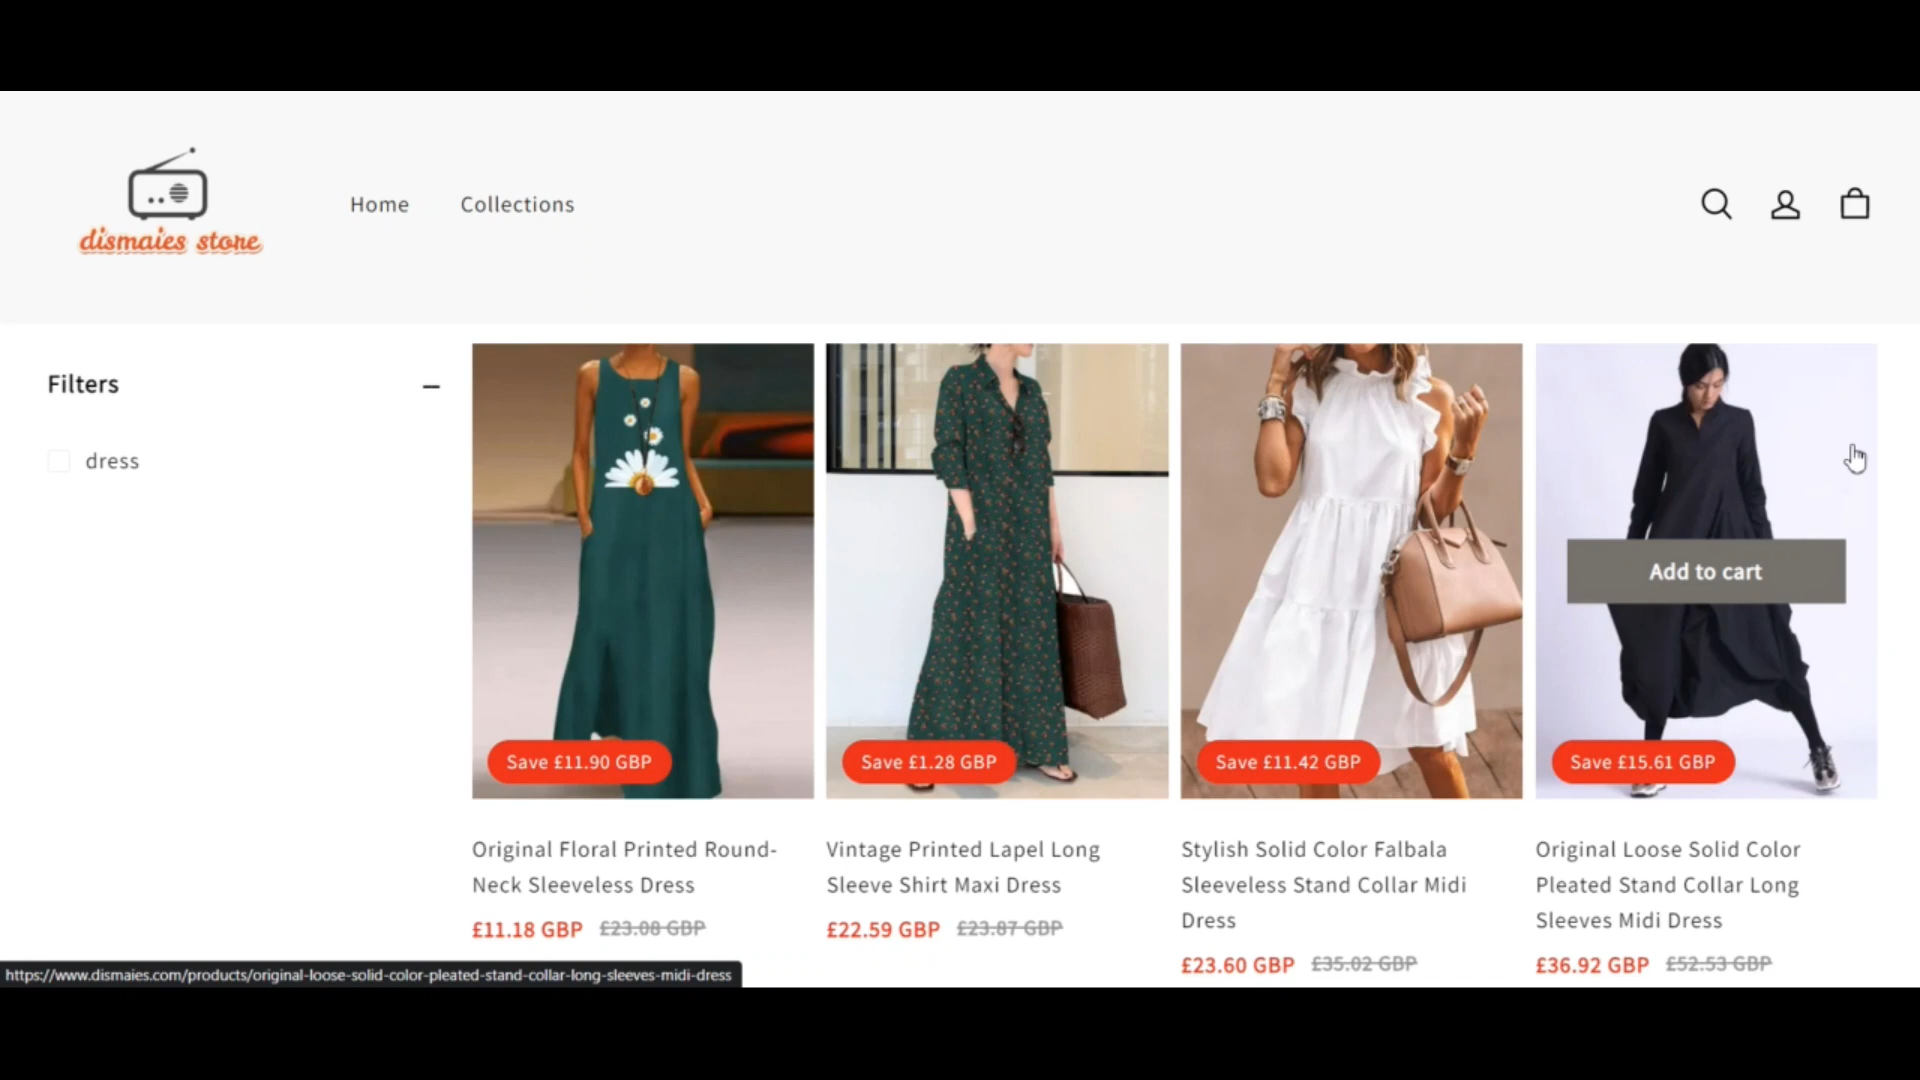 dismaies store
Home
Collections
Filters
dress
Add to cart
Save £11.90 GBP
Save £1.28 GBP
Save £11.42 GBP
Save £15.61 GBP
Original Floral Printed Round-
Neck Sleeveless Dress
£11.18 GBP £23.08 GBP
Vintage Printed Lapel Long
Sleeve Shirt Maxi Dress
£22.59 GBP £23.87 GBP
Stylish Solid Color Falbala
Sleeveless Stand Collar Midi
Dress
£23.60 GBP £35.02 GBP
Original Loose Solid Color
Pleated Stand Collar Long
Sleeves Midi Dress
£36.92 GBP £52.53 GBP
https://www.dismaies.com/products/original-loose-solid-color-pleated-stand-collar-long-sleeves-midi-dress